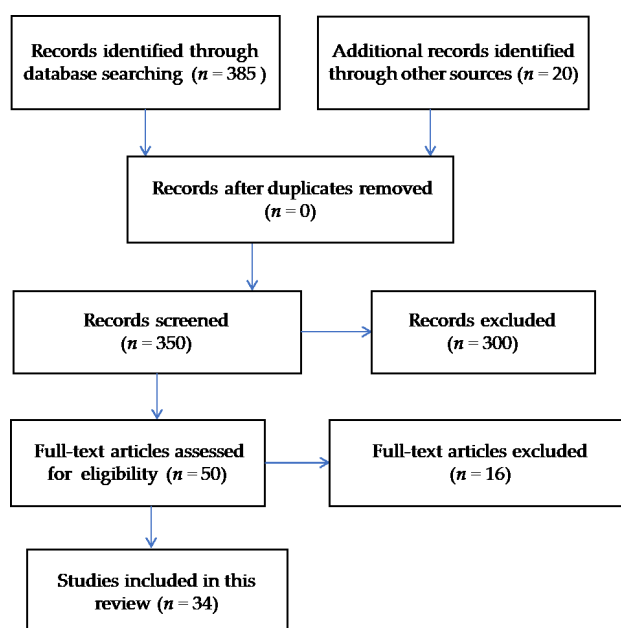 Records identified through
database searching (n = 385 )
Additional records identified
through other sources (n = 20)
Records after duplicates removed
(n = 0)
Records screened
(n = 350)
Records excluded
(n = 300)
Full-text articles assessed
for eligibility (n = 50)
Full-text articles excluded
(n = 16)
Studies included in this
review (n = 34)